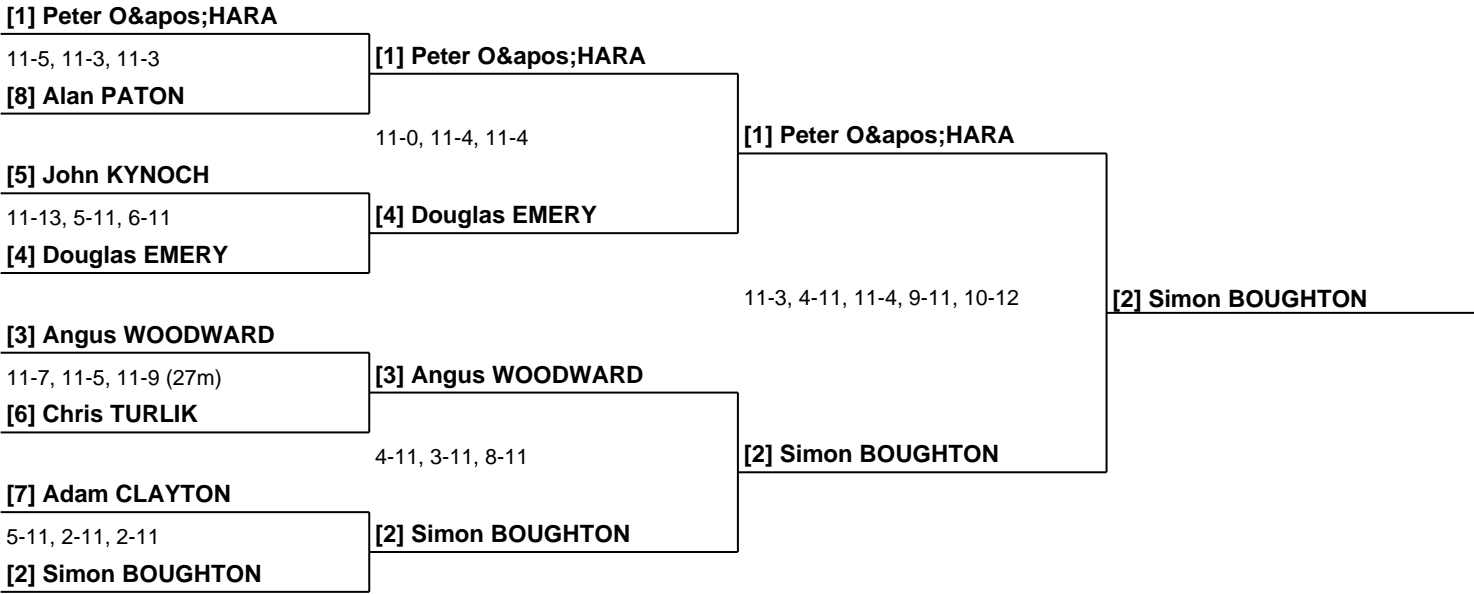 [1] Peter O&apos;HARA
11-5, 11-3, 11-3
[8] Alan PATON
[5] John KYNOCH
11-13, 5-11, 6-11
[4] Douglas EMERY
[3] Angus WOODWARD
11-7, 11-5, 11-9 (27m)
[6] Chris TURLIK
[7] Adam CLAYTON
5-11, 2-11, 2-11
[2] Simon BOUGHTON
[1] Peter O&apos;HARA
11-0, 11-4, 11-4
[4] Douglas EMERY
[3] Angus WOODWARD
4-11, 3-11, 8-11
[2] Simon BOUGHTON
[1] Peter O&apos;HARA
11-3, 4-11, 11-4, 9-11, 10-12
[2] Simon BOUGHTON
[2] Simon BOUGHTON